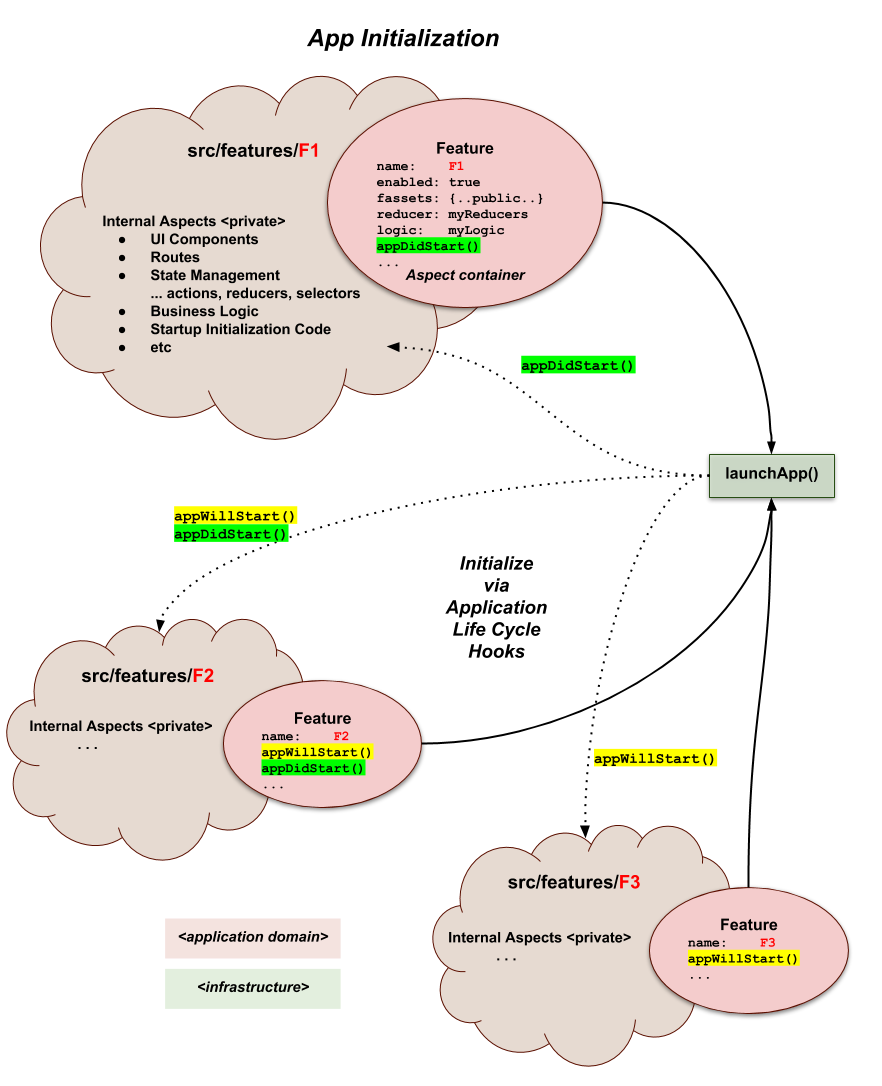 App Initialization
src/features/F1
Internal Aspects <private>
● UI Components
● Routes
● State Management
... actions, reducers, selectors
● Business Logic
● Startup Initialization Code
● etc
Feature
name: F1
enabled: true
fassets: {..public..}
reducer: myReducers
logic: myLogic
appDidStart()
...
Aspect container
appDidStart()
launchApp()
appWillStart()
appDidStart()
Initialize
via
Application
Life Cycle
Hooks
src/features/F2
Internal Aspects <private>
...
Feature
name: F2
appWillStart()
appDidStart()
...
appWillStart()
src/features/F3
Internal Aspects <private>
...
Feature
name: F3
appWillStart()
...
<application domain>
<infrastructure>